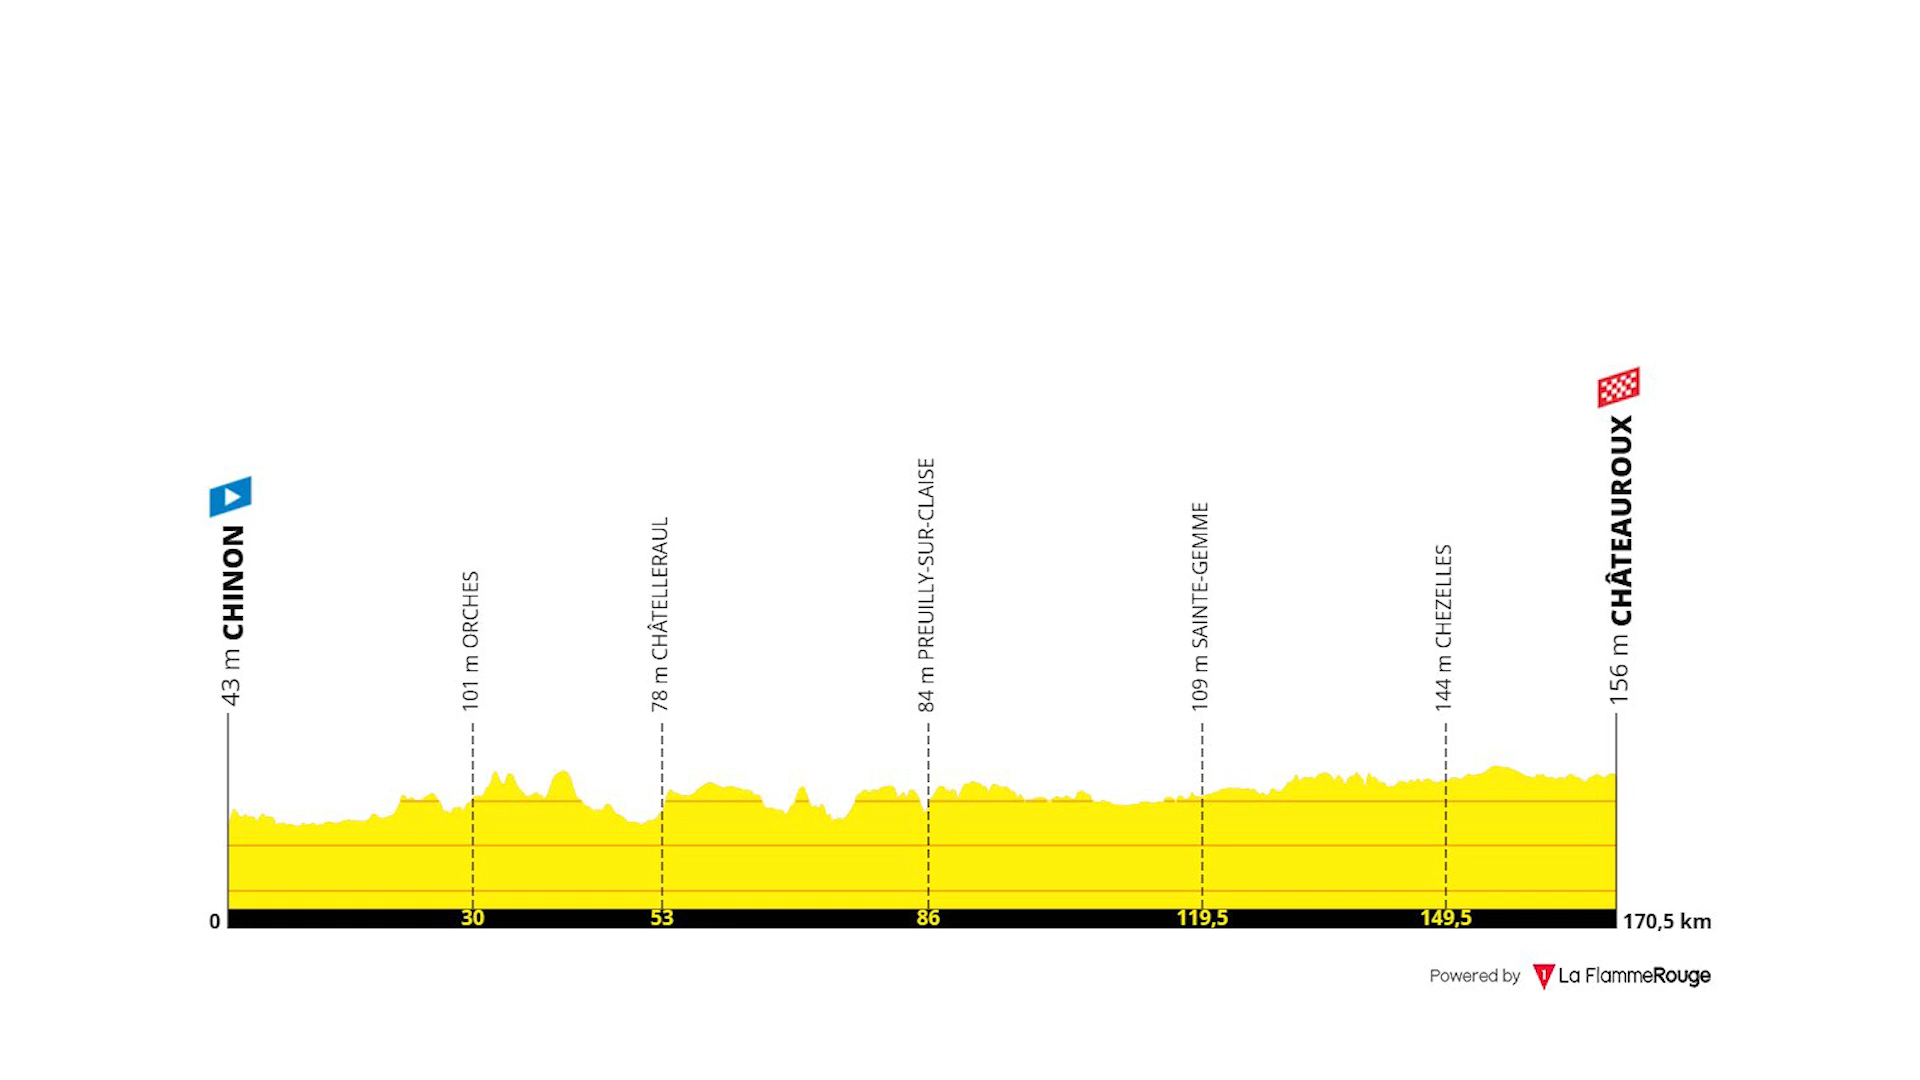 43 m CHINON
101 m ORCHES
78 m CHÂTELLERAUL
84 m PREUILLY-SUR-CLAISE
109 m SAINTE-GEMME
144 m CHEZELLES
156 m CHÂTEAUROUX
0
30
53
86
119,5
149,5
170,5 km
Powered by 1 La FlammeRouge